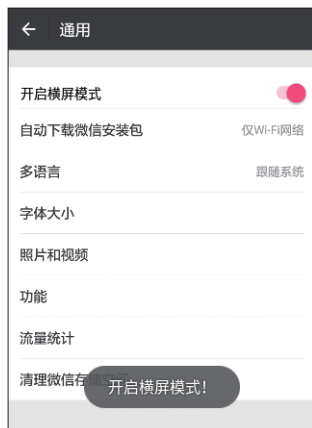 通用
开启横屏模式
自动下载微信安装包 仅Wi-Fi网络
多语言 跟随系统
字体大小
照片和视频
功能
流量统计
清理微信存储空间
开启横屏模式！